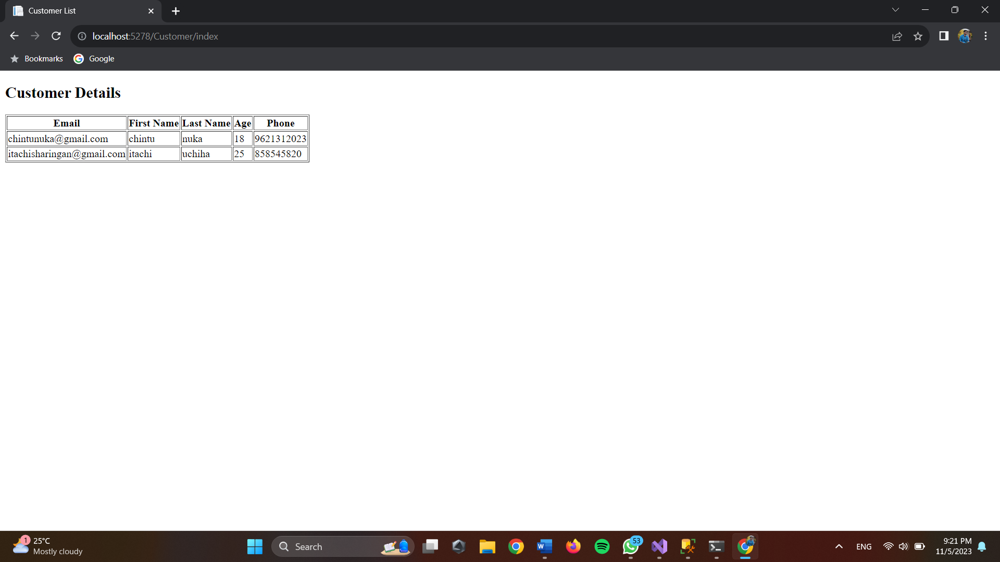 Customer List
localhost:5278/Customer/index
Bookmarks Google
Customer Details
Email First Name Last Name Age Phone
chintunuka@gmail.com chintu nuka 18 9621312023
itachisharingan@gmail.com itachi uchiha 25 858545820
1
25°C
Mostly cloudy
Search
W
53
ENG
9:21 PM
11/5/2023